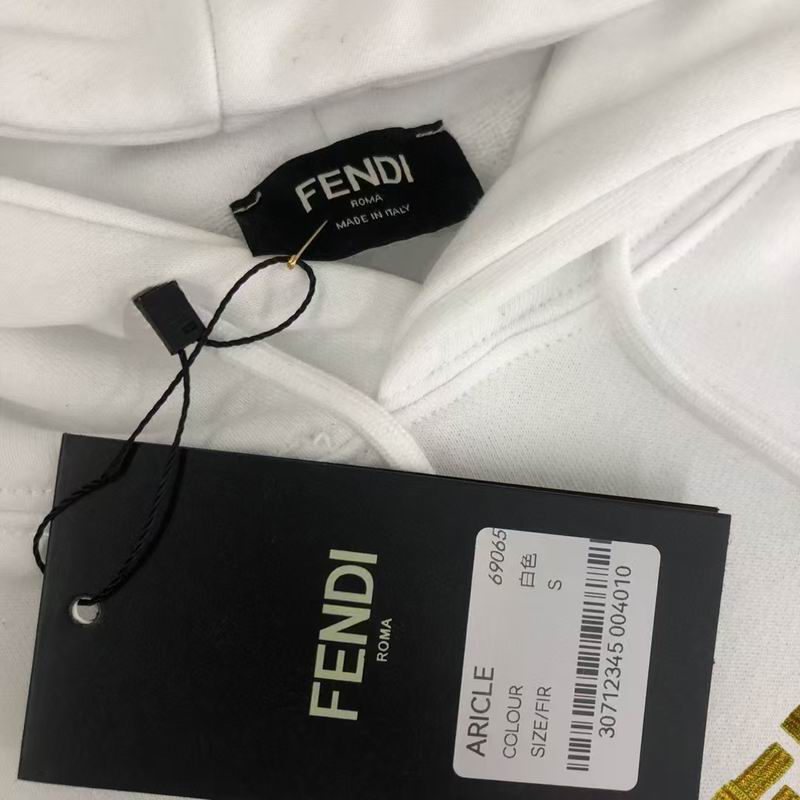 FENDI
ROMA
MADE IN ITALY
FENDI
ROMA
ARICLE 69065
COLOUR 白色
SIZE/FIR S
30712345 004010